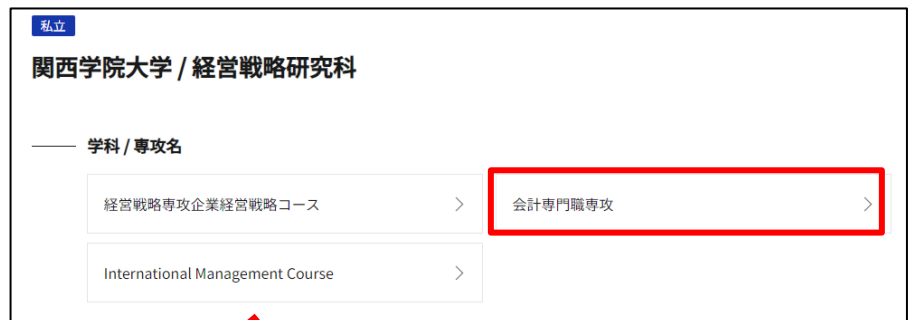 私立
関西学院大学 / 経営戦略研究科
学科 / 専攻名
経営戦略専攻企業経営戦略コース
会計専門職専攻
International Management Course